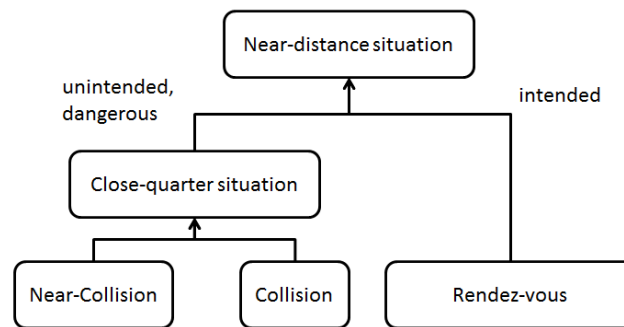 Near-distance situation
unintended,
dangerous
intended
Close-quarter situation
Near-Collision
Collision
Rendez-vous